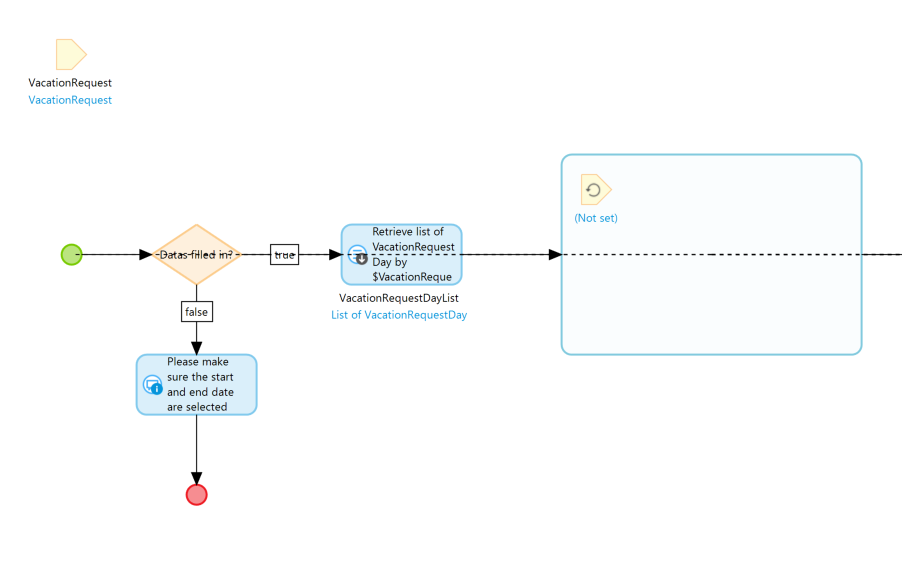 VacationRequest
VacationRequest
(Not set)
Datas filled in?
true
Retrieve list of
VacationRequest
Day by
$VacationReque
VacationRequestDayList
List of VacationRequestDay
false
Please make
sure the start
and end date
are selected